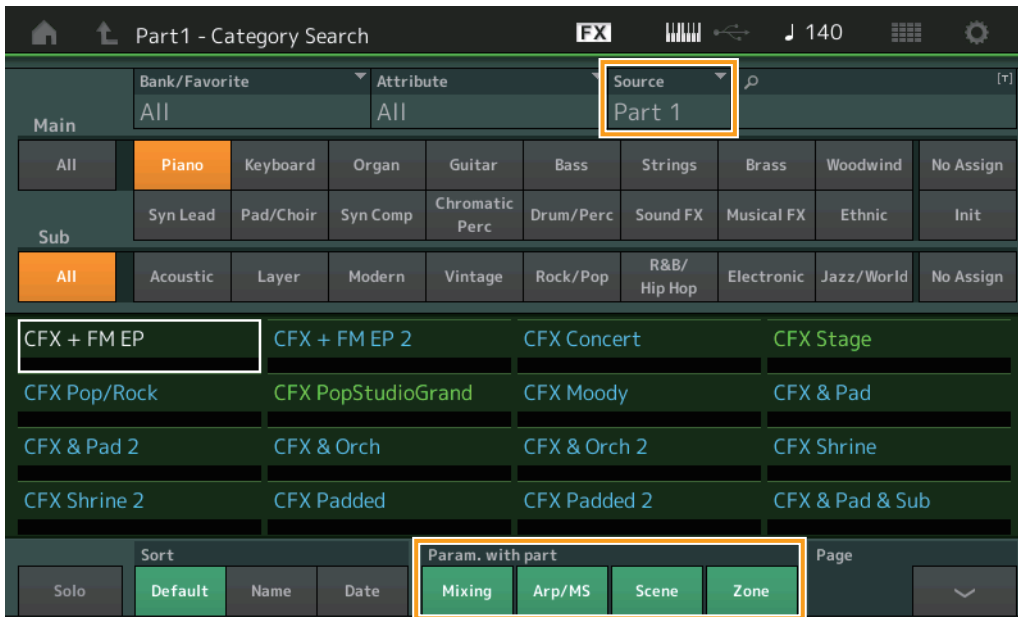 Part1 - Category Search FX 140
Bank/Favorite Attribute Source [T]
All All Part 1
Main
All Piano Keyboard Organ Guitar Bass Strings Brass Woodwind No Assign
Syn Lead Pad/Choir Syn Comp Chromatic Perc Drum/Perc Sound FX Musical FX Ethnic Init
Sub
All Acoustic Layer Modern Vintage Rock/Pop R&B/ Hip Hop Electronic Jazz/World No Assign
CFX + FM EP CFX + FM EP 2 CFX Concert CFX Stage
CFX Pop/Rock CFX PopStudioGrand CFX Moody CFX & Pad
CFX & Pad 2 CFX & Orch CFX & Orch 2 CFX Shrine
CFX Shrine 2 CFX Padded CFX Padded 2 CFX & Pad & Sub
Sort Param. with part Page
Solo Default Name Date Mixing Arp/MS Scene Zone